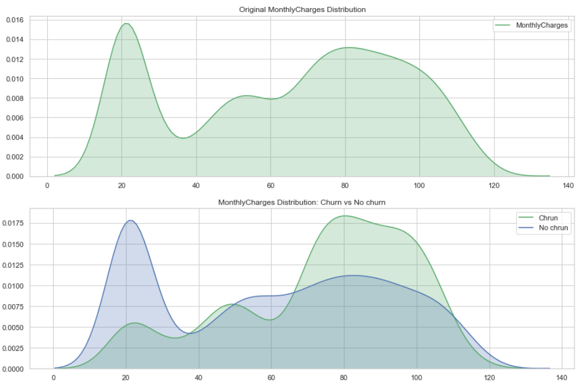 Original MonthlyCharges Distribution
MonthlyCharges
0.016
0.014
0.012
0.010
0.008
0.006
0.004
0.002
0.000
0 20 40 60 80 100 120 140
MonthlyCharges Distribution: Churn vs No churn
Chrun
No chrun
0.0175
0.0150
0.0125
0.0100
0.0075
0.0050
0.0025
0.0000
0 20 40 60 80 100 120 140